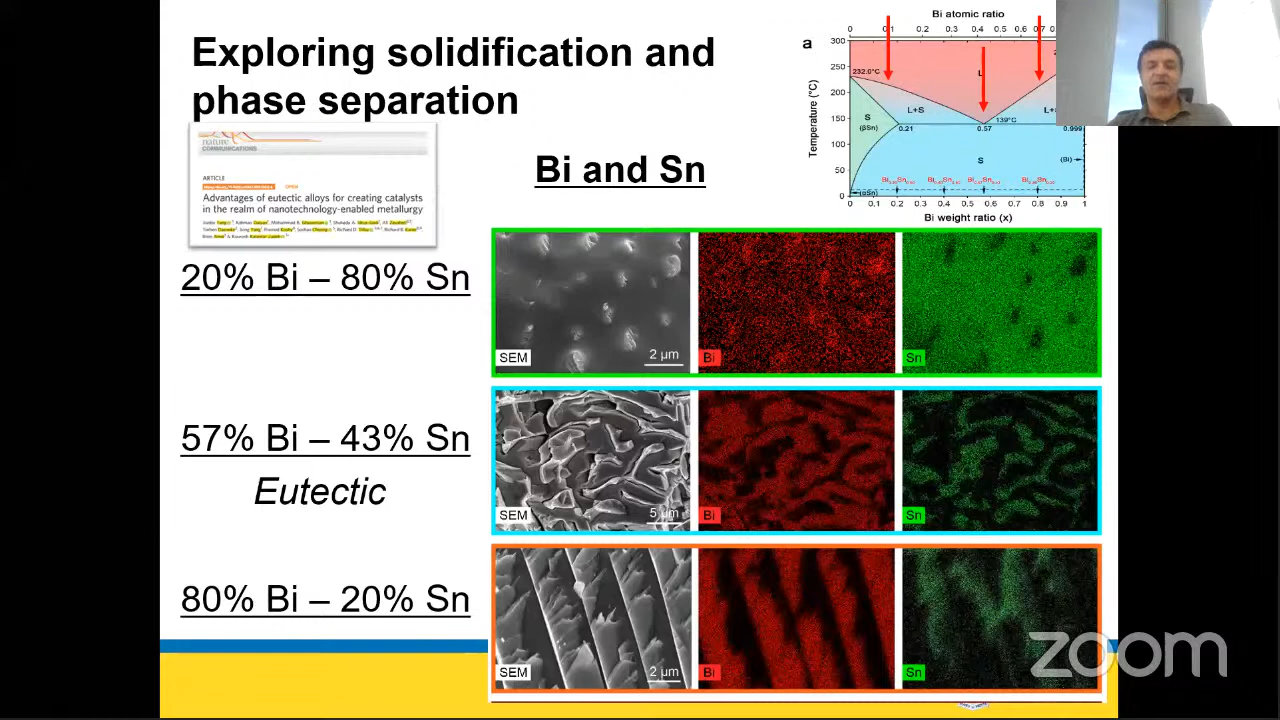 Exploring solidification and
phase separation
nature
COMMUNICATIONS
ARTICLE
OPEN
Advantages of eutectic alloys for creating catalysts
in the realm of nanotechnology-enabled metallurgy
Bi and Sn
a
Bi atomic ratio
0 0.1 0.2 0.3 0.4 0.5 0.6 0.7
Temperature (°C)
300
250
200
150
100
50
0
232.0°C
L
L+S
S
(βSn)
139°C
0.21
0.57
0.999
S
(Bi)
(αSn)
0 0.1 0.2 0.3 0.4 0.5 0.6 0.7 0.8 0.9 1
Bi weight ratio (x)
20% Bi – 80% Sn
SEM
2 μm
Bi
Sn
57% Bi – 43% Sn
Eutectic
SEM
5 μm
Bi
Sn
80% Bi – 20% Sn
SEM
2 μm
Bi
Sn
zoom